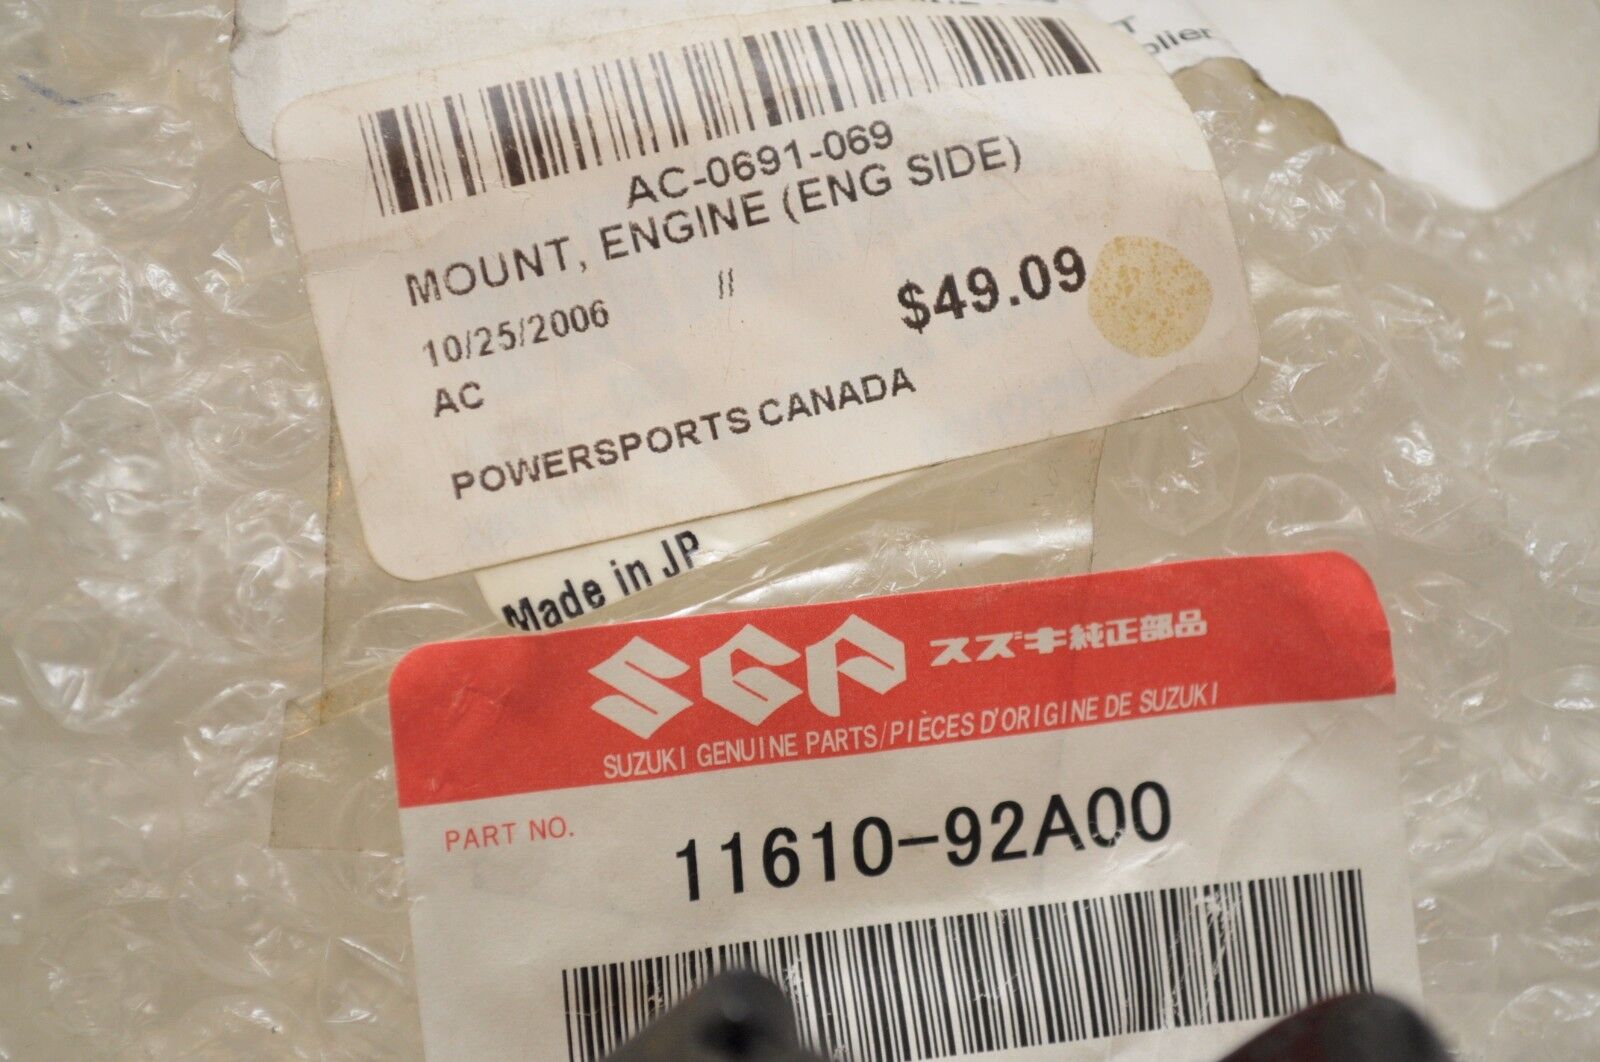 AC-0691-069
MOUNT, ENGINE (ENG SIDE)
10/25/2006 // $49.09
AC
POWERSPORTS CANADA
Made in JP
SGP スズキ純正部品
SUZUKI GENUINE PARTS/PIÈCES D'ORIGINE DE SUZUKI
PART NO. 11610-92A00